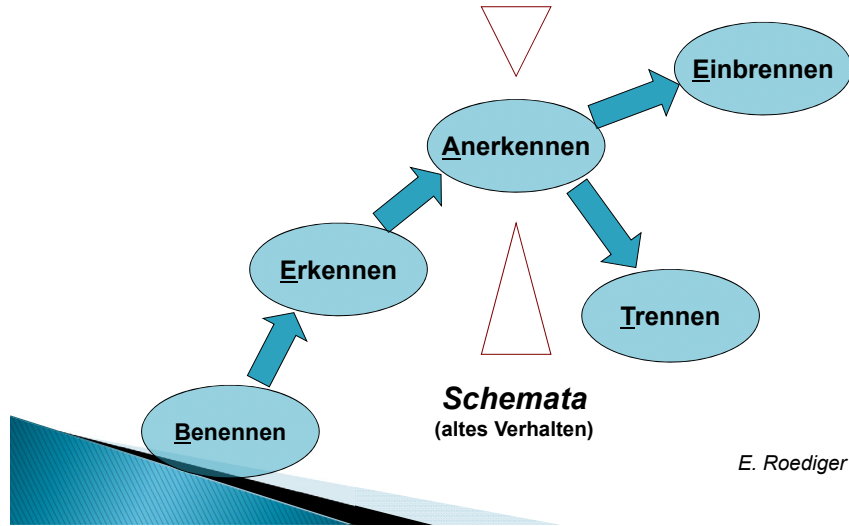 Einbrennen
Anerkennen
Erkennen
Trennen
Schemata
(altes Verhalten)
Benennen
E. Roediger